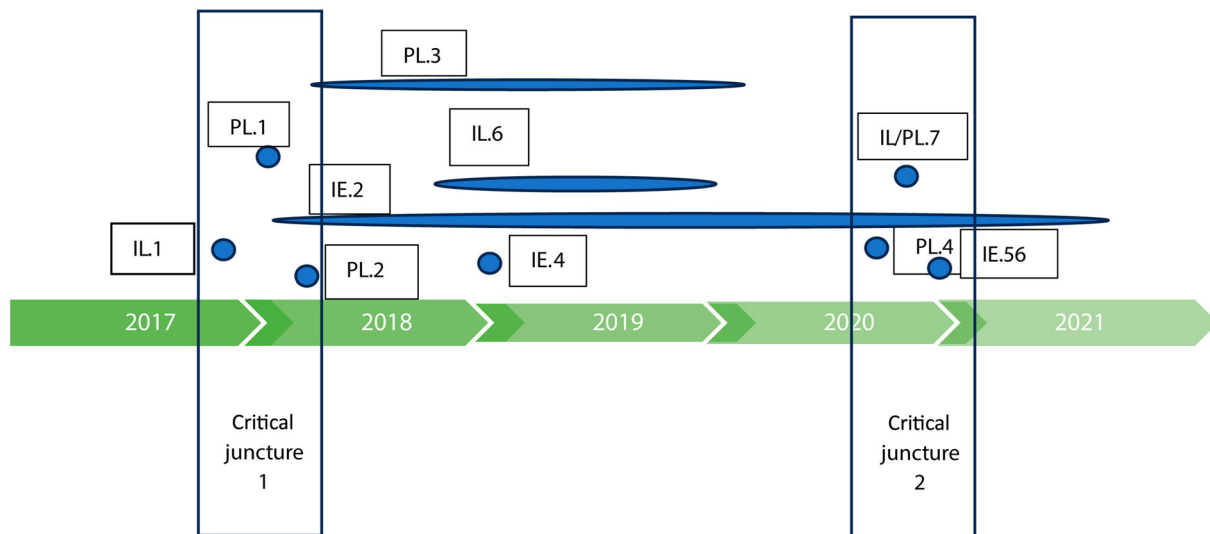 PL.3
PL.1
IL.6
IL/PL.7
IE.2
IL.1
PL.2
IE.4
PL.4
IE.56
2017
2018
2019
2020
2021
Critical
juncture
1
Critical
juncture
2